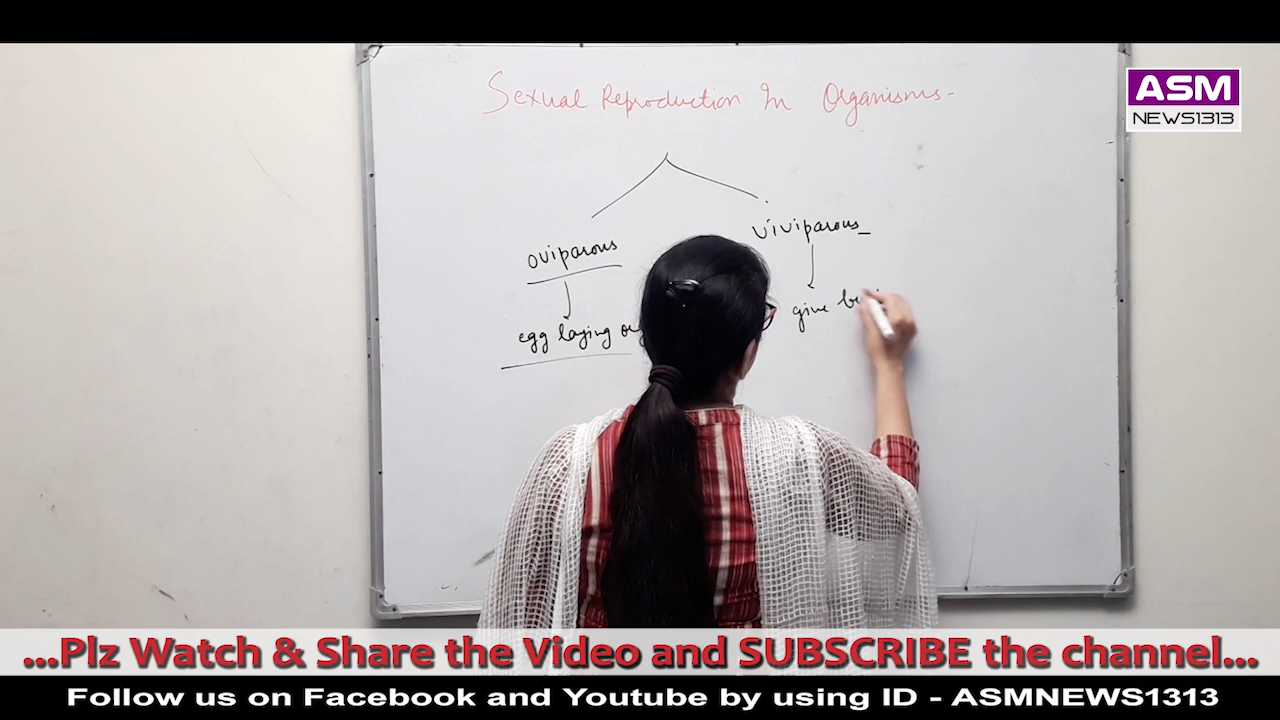 Sexual Reproduction In Organisms-
ASM
NEWS1313
oviparous
viviparous
egg laying
give
...Plz Watch & Share the Video and SUBSCRIBE the channel...
Follow us on Facebook and Youtube by using ID - ASMNEWS1313